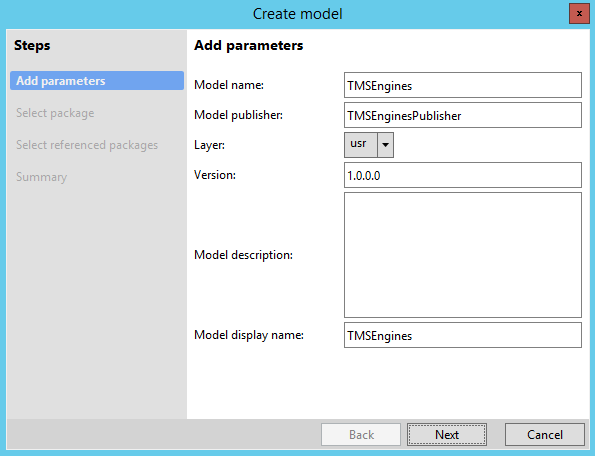 Create model
x
Steps
Add parameters
Select package
Select referenced packages
Summary
Add parameters
Model name: TMSEngines
Model publisher: TMSEnginesPublisher
Layer: usr
Version: 1.0.0.0
Model description:
Model display name: TMSEngines
Back Next Cancel